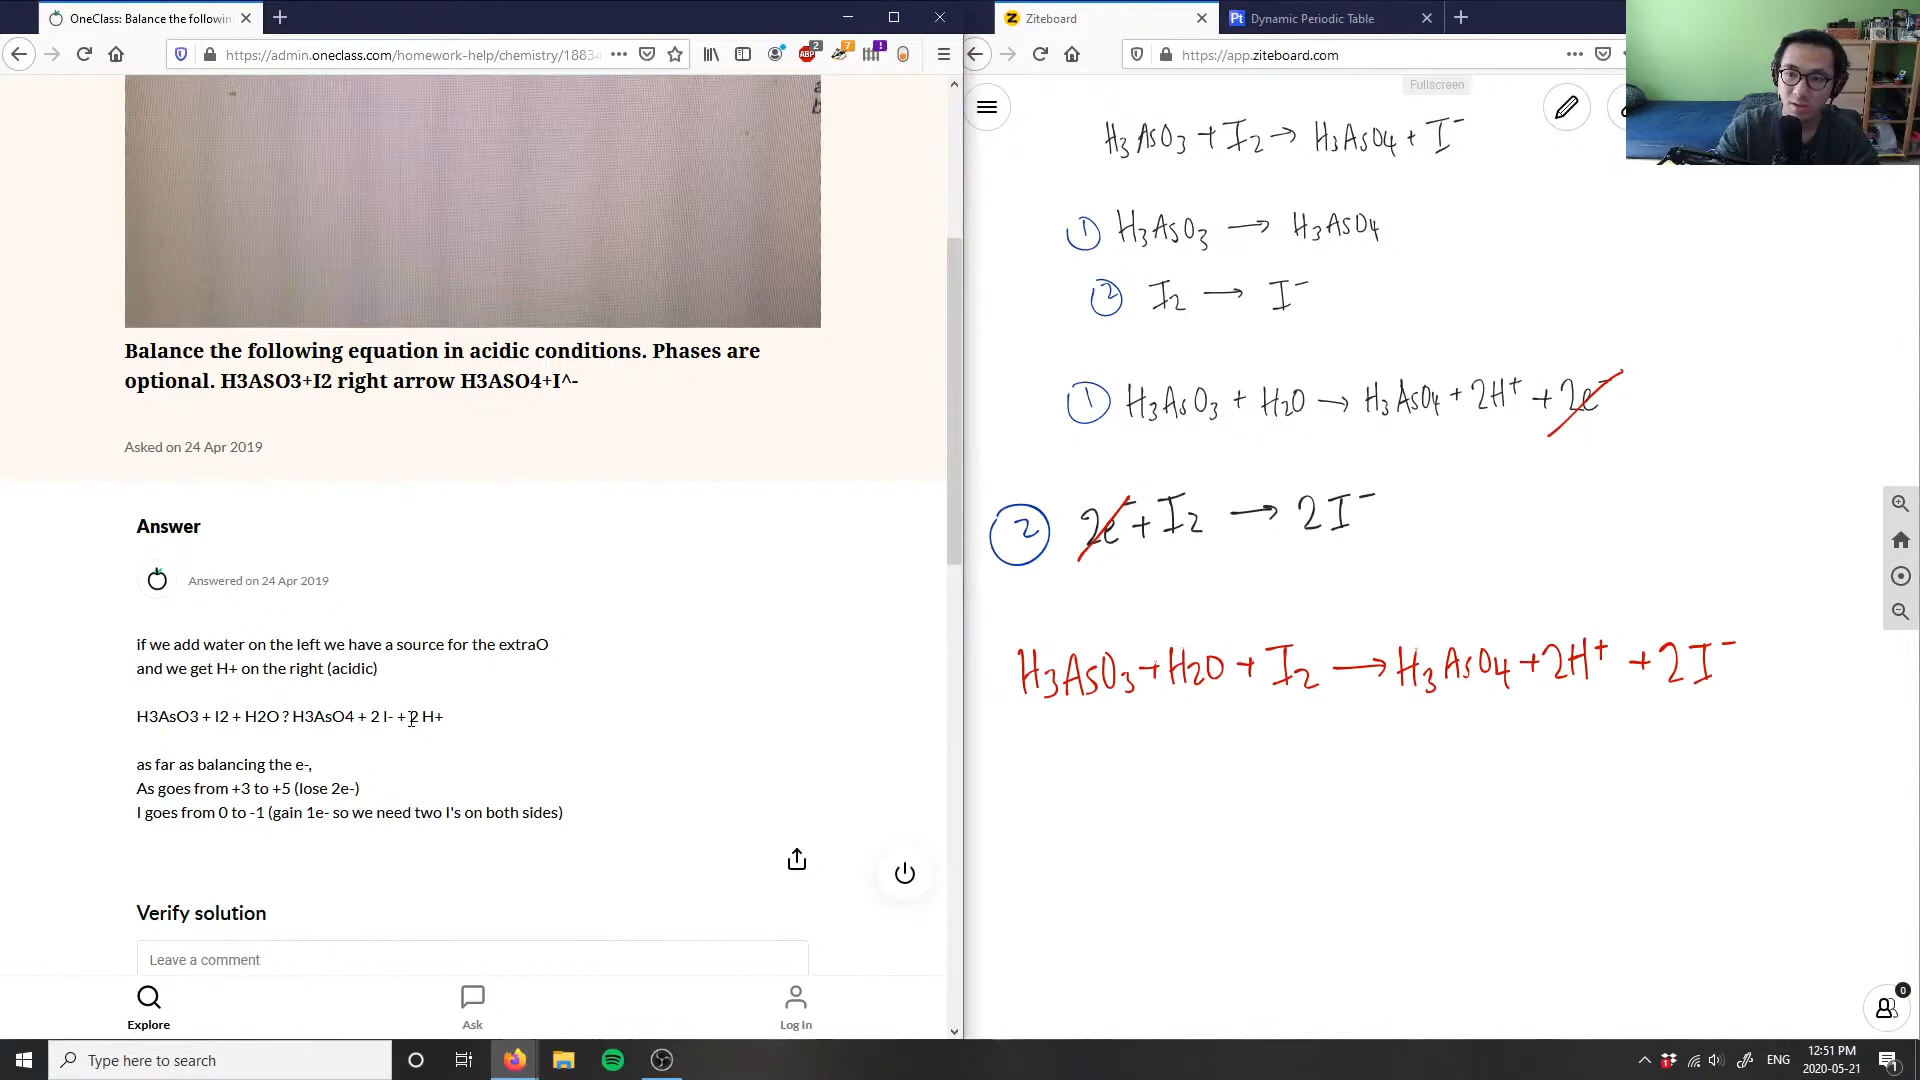 OneClass: Balance the followin
Ziteboard
Dynamic Periodic Table
https://admin.oneclass.com/homework-help/chemistry/18834
2
7
!
https://app.ziteboard.com
Fullscreen
Balance the following equation in acidic conditions. Phases are
optional. H3ASO3+I2 right arrow H3ASO4+I^-
Asked on 24 Apr 2019
Answer
Answered on 24 Apr 2019
if we add water on the left we have a source for the extraO
and we get H+ on the right (acidic)
H3AsO3 + I2 + H2O ? H3AsO4 + 2 I- + 2 H+
as far as balancing the e-,
As goes from +3 to +5 (lose 2e-)
I goes from 0 to -1 (gain 1e- so we need two I's on both sides)
Verify solution
Leave a comment
Explore
Ask
Log In
H₃AsO₃ + I₂ → H₃AsO₄ + I⁻
① H₃AsO₃ → H₃AsO₄
② I₂ → I⁻
① H₃AsO₃ + H₂O → H₃AsO₄ + 2H⁺ + 2e⁻
② 2e⁻ + I₂ → 2I⁻
H₃AsO₃ + H₂O + I₂ → H₃AsO₄ + 2H⁺ + 2I⁻
0
Type here to search
ENG
12:51 PM
2020-05-21
1